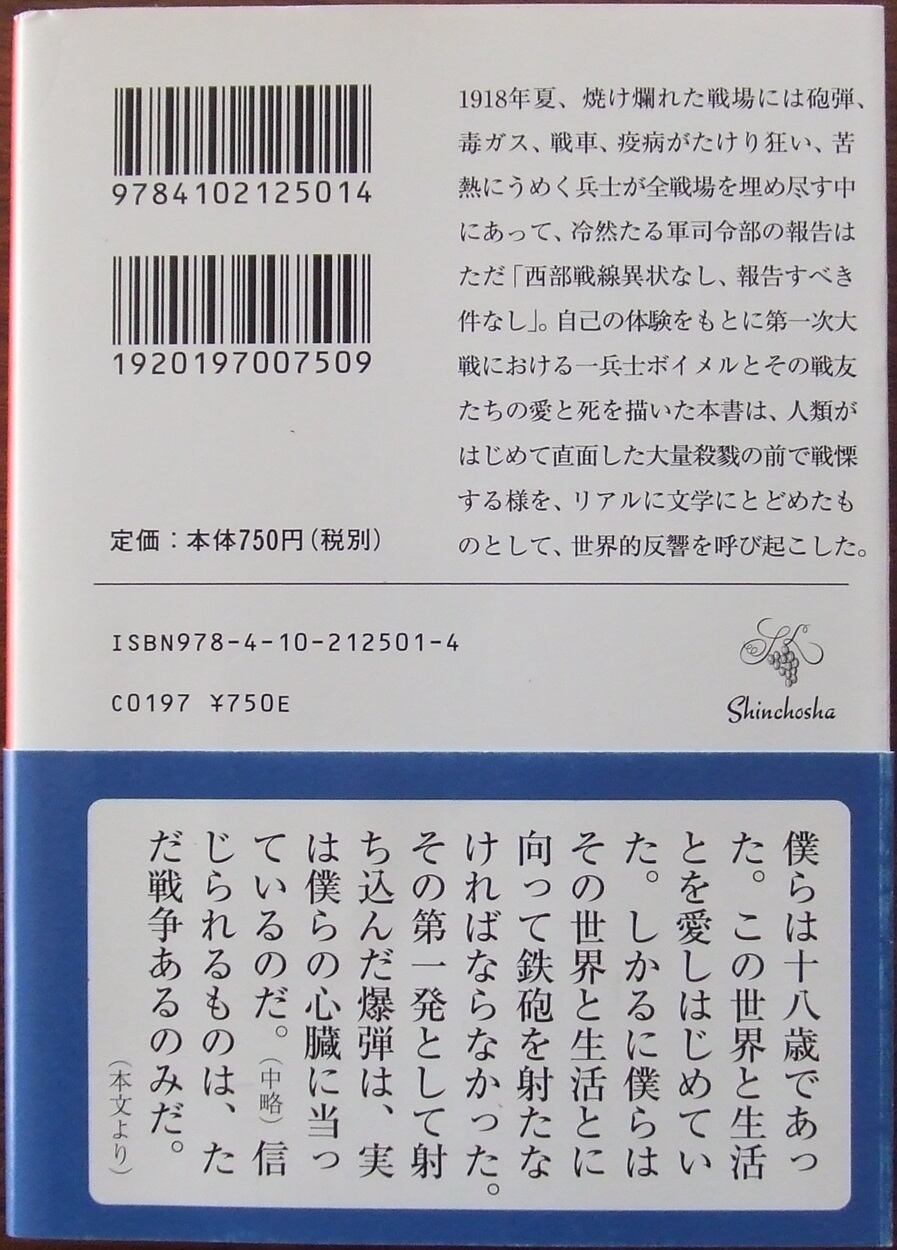 9784102125014
1920197007509
定価：本体750円（税別）
1918年夏、焼け爛れた戦場には砲弾、
毒ガス、戦車、疫病がたけり狂い、苦
熱にうめく兵士が全戦場を埋め尽す中
にあって、冷然たる軍司令部の報告は
ただ「西部戦線異状なし、報告すべき
件なし」。自己の体験をもとに第一次大
戦における一兵士ボイメルとその戦友
たちの愛と死を描いた本書は、人類が
はじめて直面した大量殺戮の前で戦慄
する様を、リアルに文学にとどめたも
のとして、世界的反響を呼び起こした。
ISBN978-4-10-212501-4
C0197 ¥750E
SK
Shinchosha
僕らは十八歳であっ
た。この世界と生活
とを愛しはじめてい
た。しかるに僕らは
その世界と生活とに
向って鉄砲を射たな
ければならなかった。
その第一発として射
ち込んだ爆弾は、実
は僕らの心臓に当っ
ているのだ。（中略）信
じられるものは、た
だ戦争あるのみだ。
（本文より）